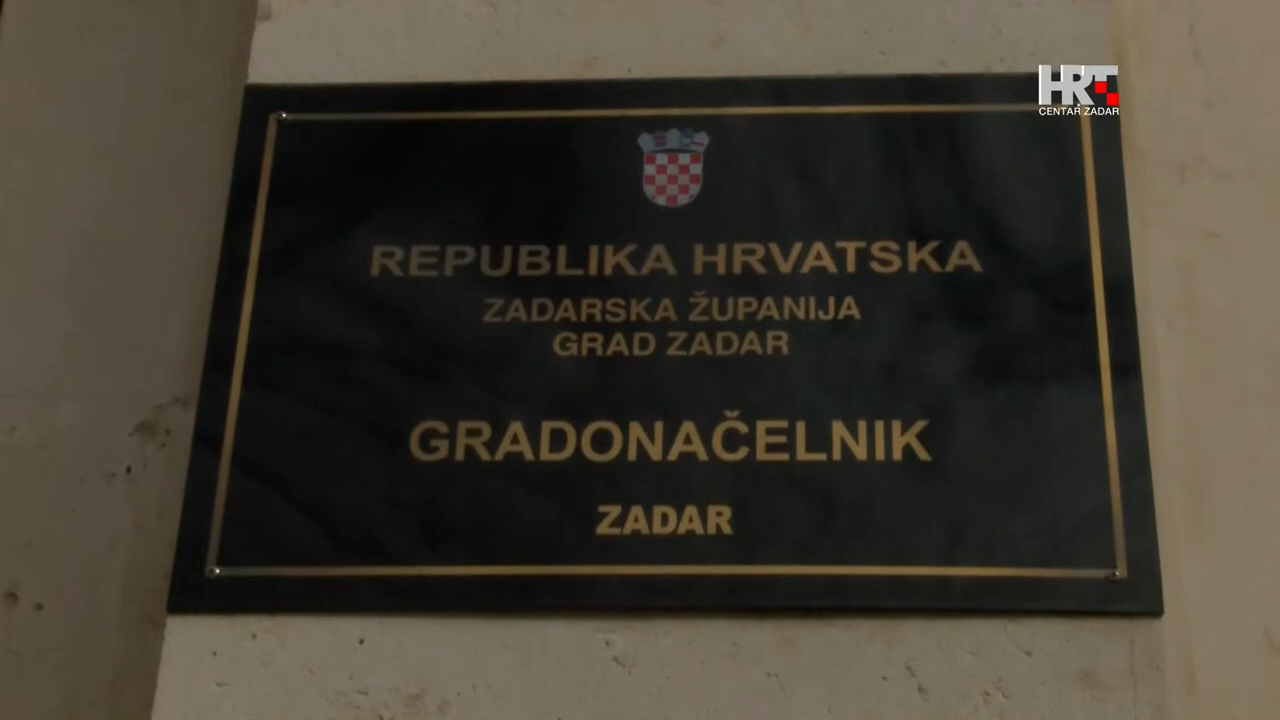 HRT
CENTAR ZADAR
REPUBLIKA HRVATSKA
ZADARSKA ŽUPANIJA
GRAD ZADAR
GRADONAČELNIK
ZADAR